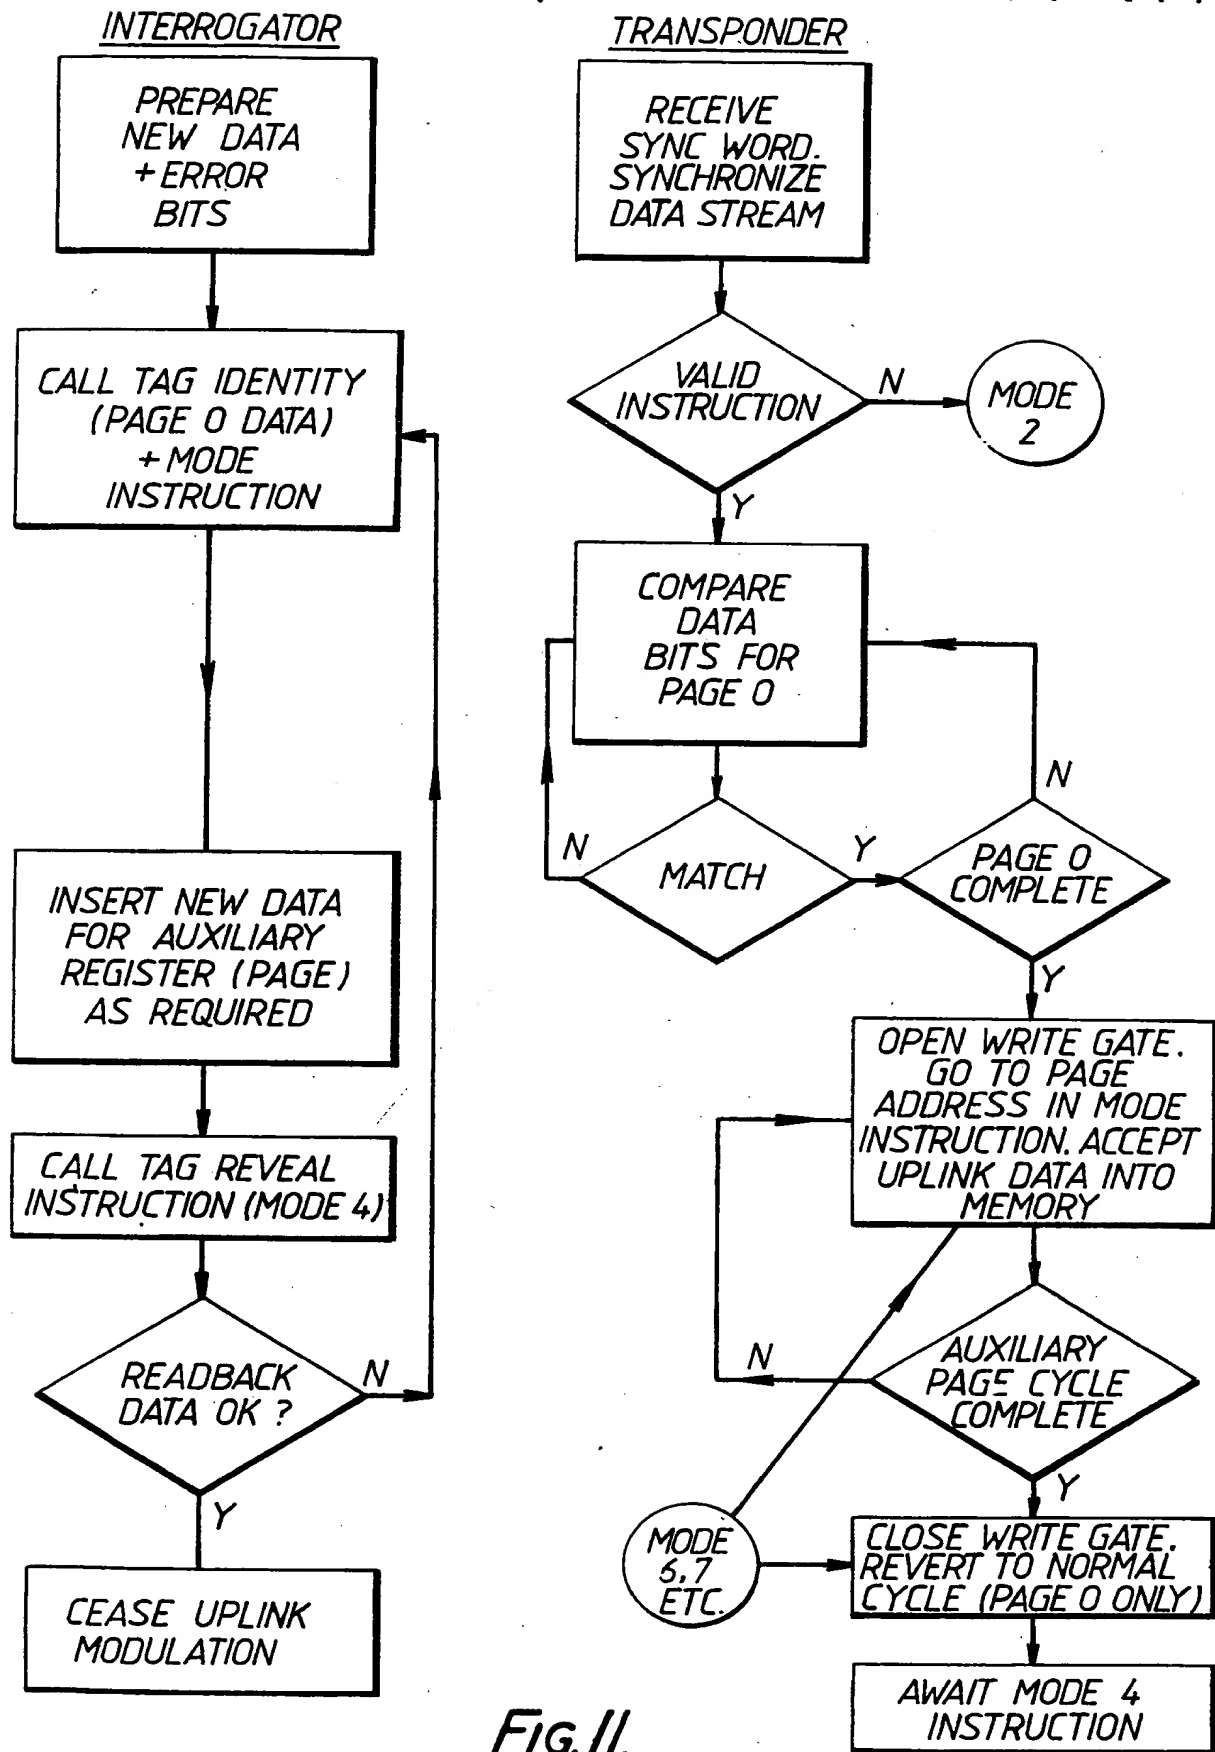 INTERROGATOR
PREPARE
NEW DATA
+ ERROR
BITS
CALL TAG IDENTITY
(PAGE 0 DATA)
+ MODE
INSTRUCTION
INSERT NEW DATA
FOR AUXILIARY
REGISTER (PAGE)
AS REQUIRED
CALL TAG REVEAL
INSTRUCTION (MODE 4)
READBACK
DATA OK ?
N
Y
CEASE UPLINK
MODULATION
TRANSPONDER
RECEIVE
SYNC WORD.
SYNCHRONIZE
DATA STREAM
VALID
INSTRUCTION
N
MODE
2
Y
COMPARE
DATA
BITS FOR
PAGE 0
N
MATCH
Y
PAGE 0
COMPLETE
N
Y
OPEN WRITE GATE.
GO TO PAGE
ADDRESS IN MODE
INSTRUCTION. ACCEPT
UPLINK DATA INTO
MEMORY
N
AUXILIARY
PAGE CYCLE
COMPLETE
Y
MODE
6,7
ETC.
CLOSE WRITE GATE.
REVERT TO NORMAL
CYCLE (PAGE 0 ONLY)
AWAIT MODE 4
INSTRUCTION
FIG. 11.